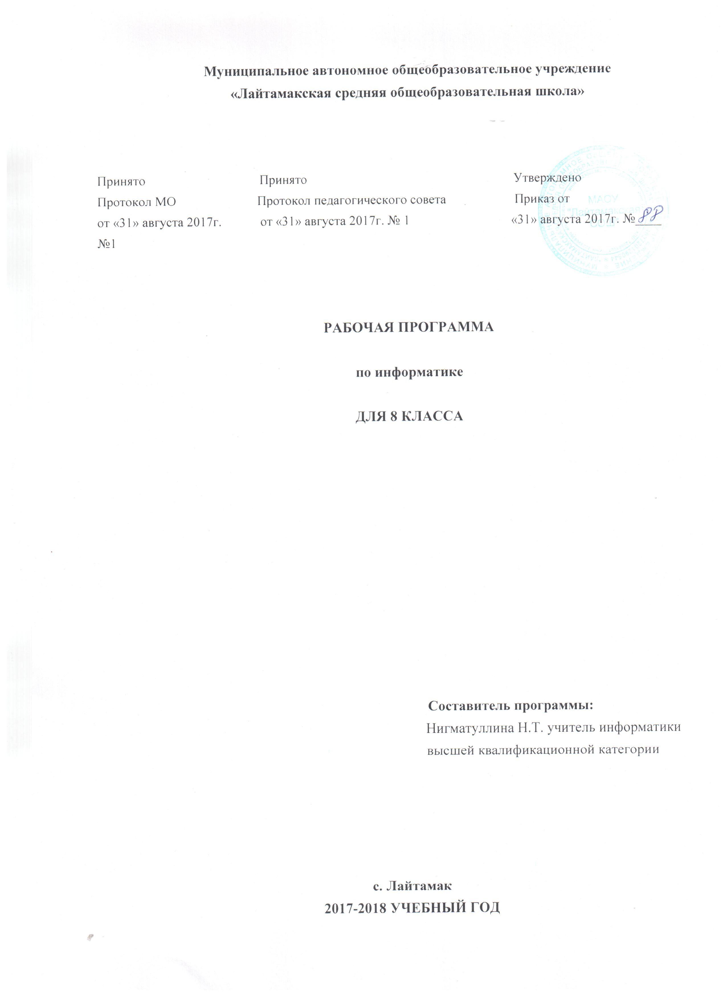 Муниципальное автономное общеобразовательное учреждение
«Лайтамакская средняя общеобразовательная школа»
Принято Принято Утверждено
Протокол МО Протокол педагогического совета Приказ от
от «31» августа 2017г. от «31» августа 2017г. № 1 «31» августа 2017г. № 88
№1
МАОУ
"Лайтамакская
СОШ"
РАБОЧАЯ ПРОГРАММА
по информатике
ДЛЯ 8 КЛАССА
Составитель программы:
Нигматуллина Н.Т. учитель информатики
высшей квалификационной категории
с. Лайтамак
2017-2018 УЧЕБНЫЙ ГОД